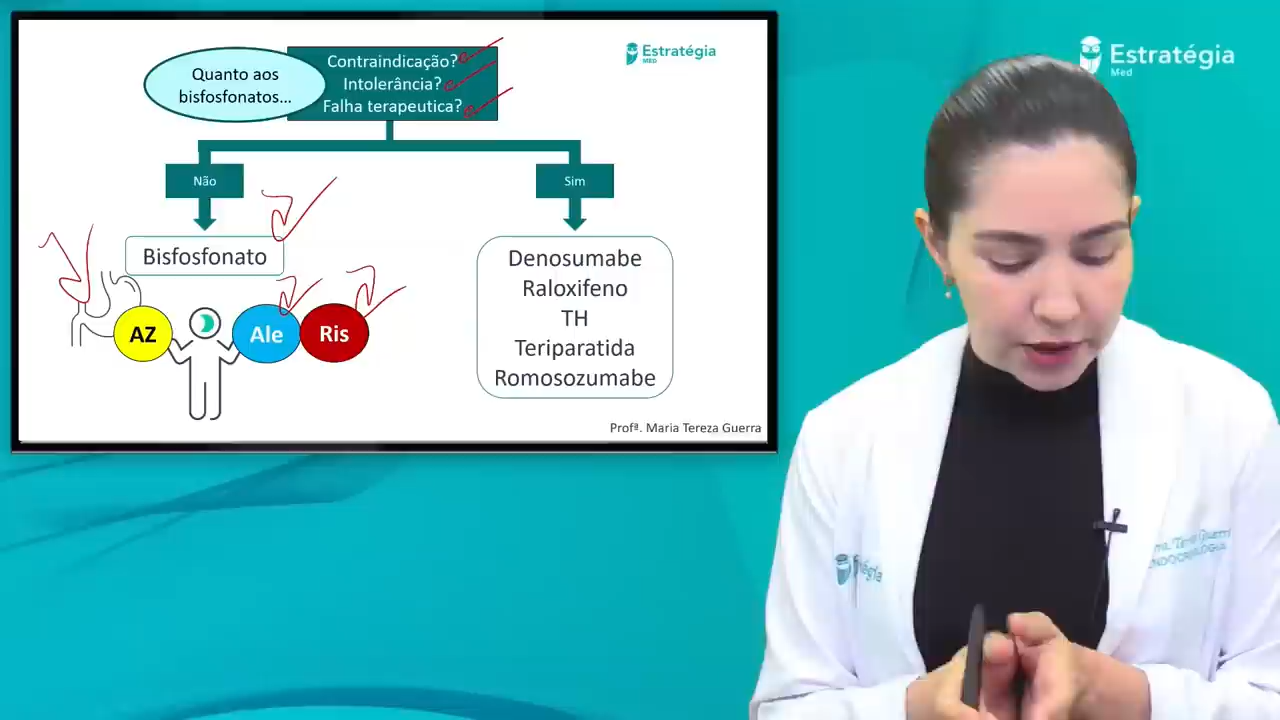 Quanto aos
bisfosfonatos...
Contraindicação?
Intolerância?
Falha terapeutica?
Estratégia
MED
Não
Sim
Bisfosfonato
AZ
Ale
Ris
Denosumabe
Raloxifeno
TH
Teriparatida
Romosozumabe
Profª. Maria Tereza Guerra
Estratégia
Med